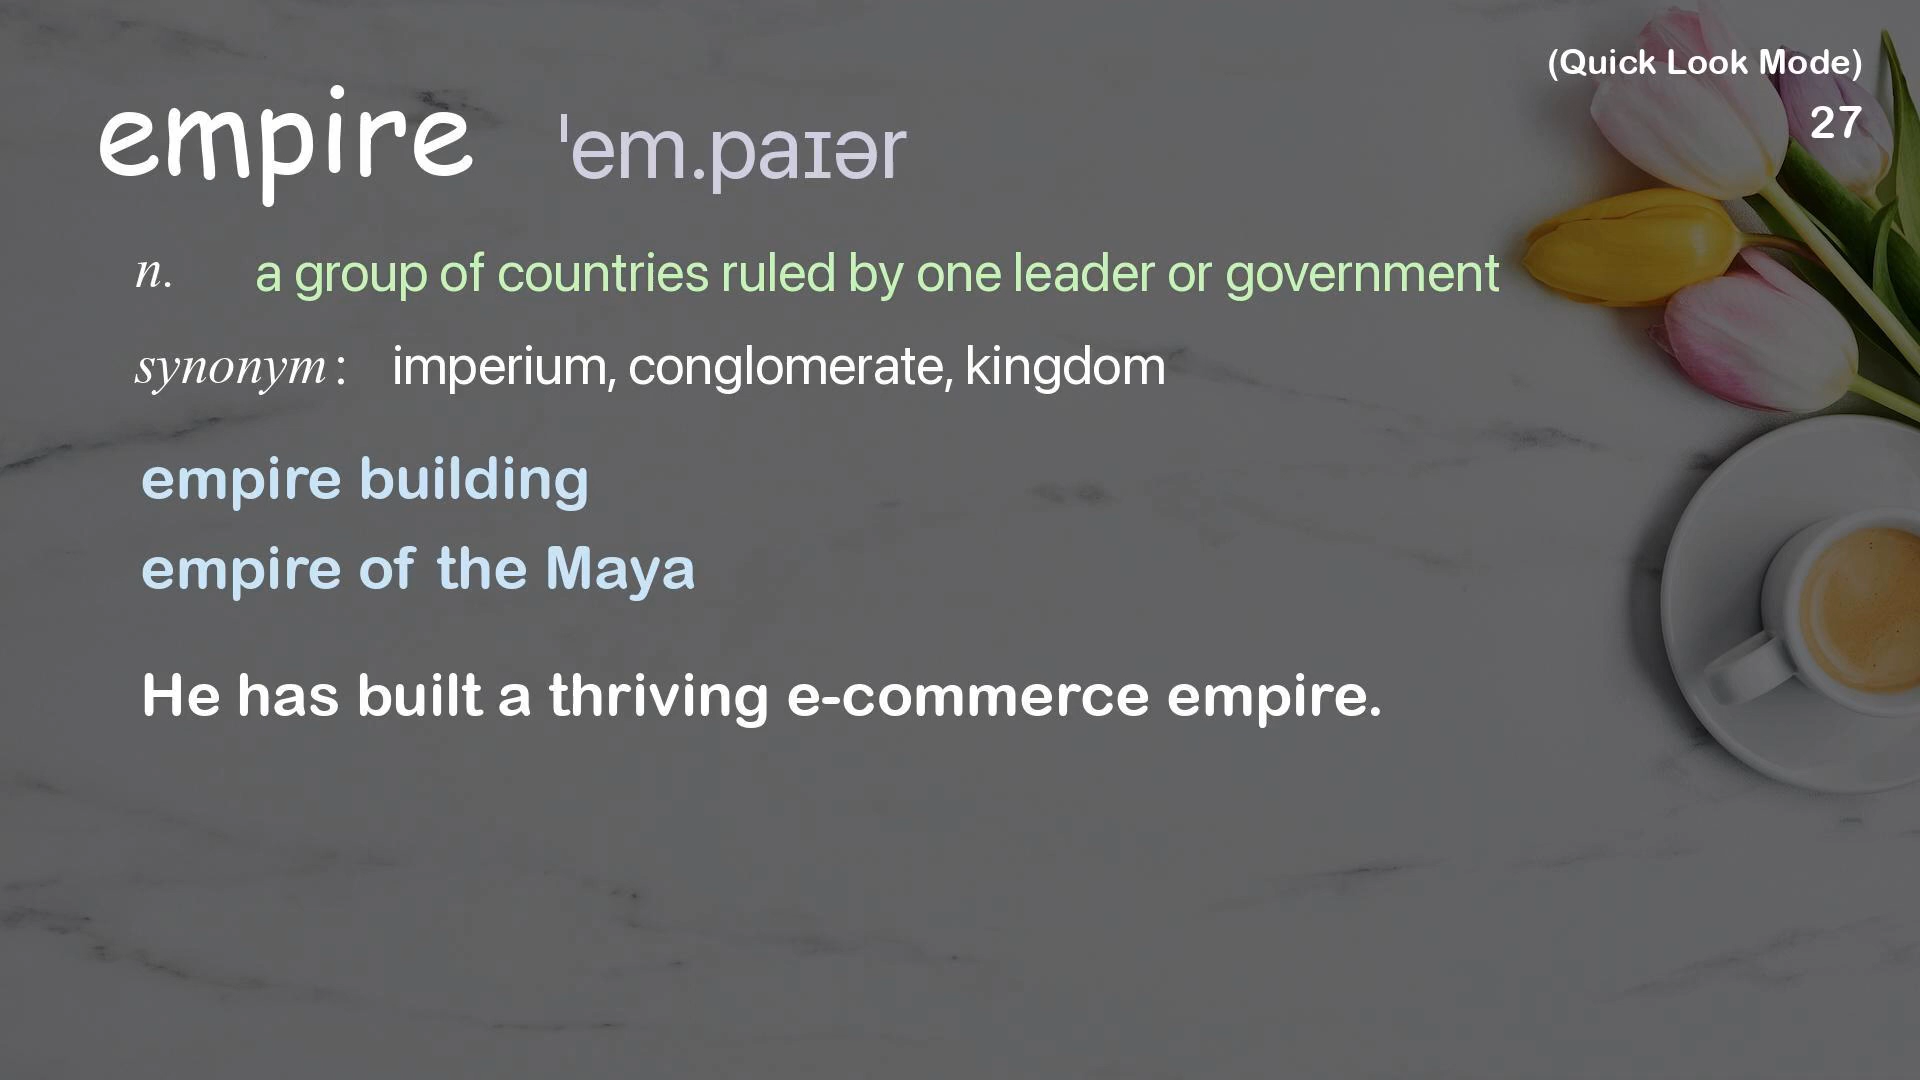 (Quick Look Mode)
27
empire ˈem.paɪər
n. a group of countries ruled by one leader or government
synonym: imperium, conglomerate, kingdom
empire building
empire of the Maya
He has built a thriving e-commerce empire.